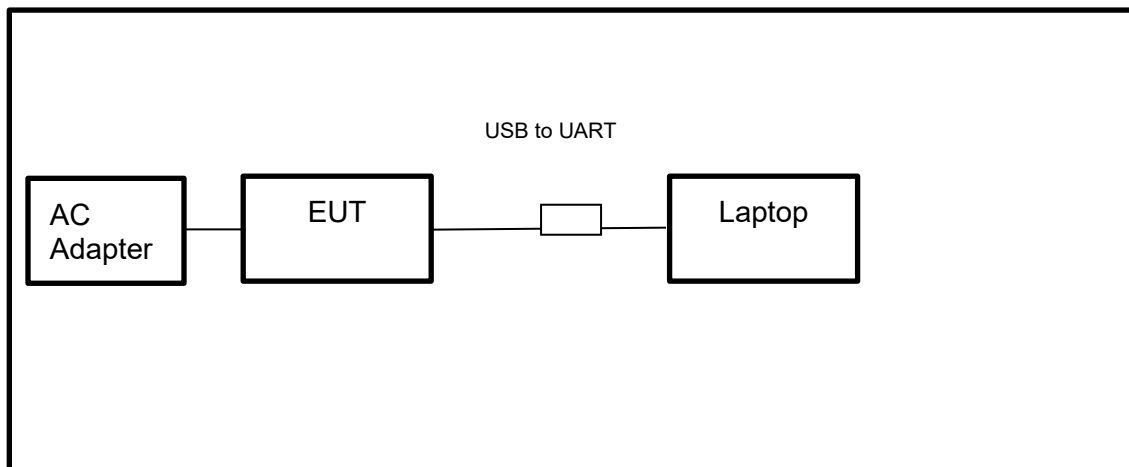 USB to UART
AC
Adapter
EUT
Laptop